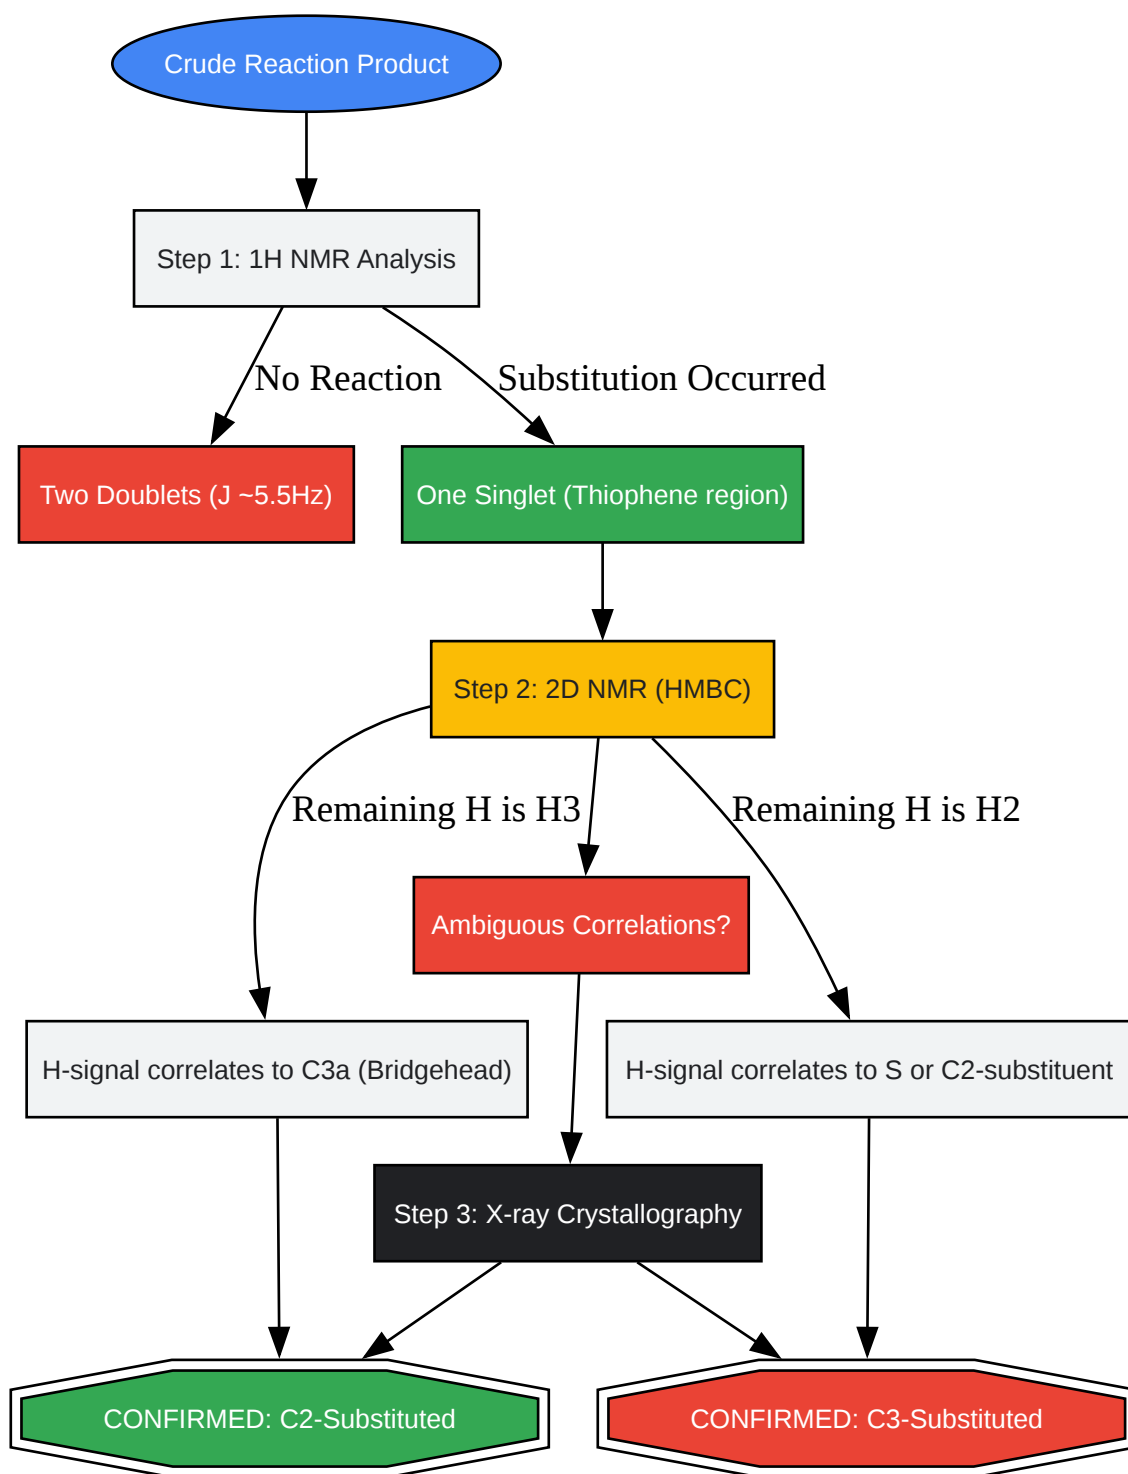 Crude Reaction Product
Step 1: 1H NMR Analysis
No Reaction
Substitution Occurred
Two Doublets (J ~5.5Hz)
One Singlet (Thiophene region)
Step 2: 2D NMR (HMBC)
Remaining H is H3
Remaining H is H2
Ambiguous Correlations?
H-signal correlates to C3a (Bridgehead)
H-signal correlates to S or C2-substituent
Step 3: X-ray Crystallography
CONFIRMED: C2-Substituted
CONFIRMED: C3-Substituted